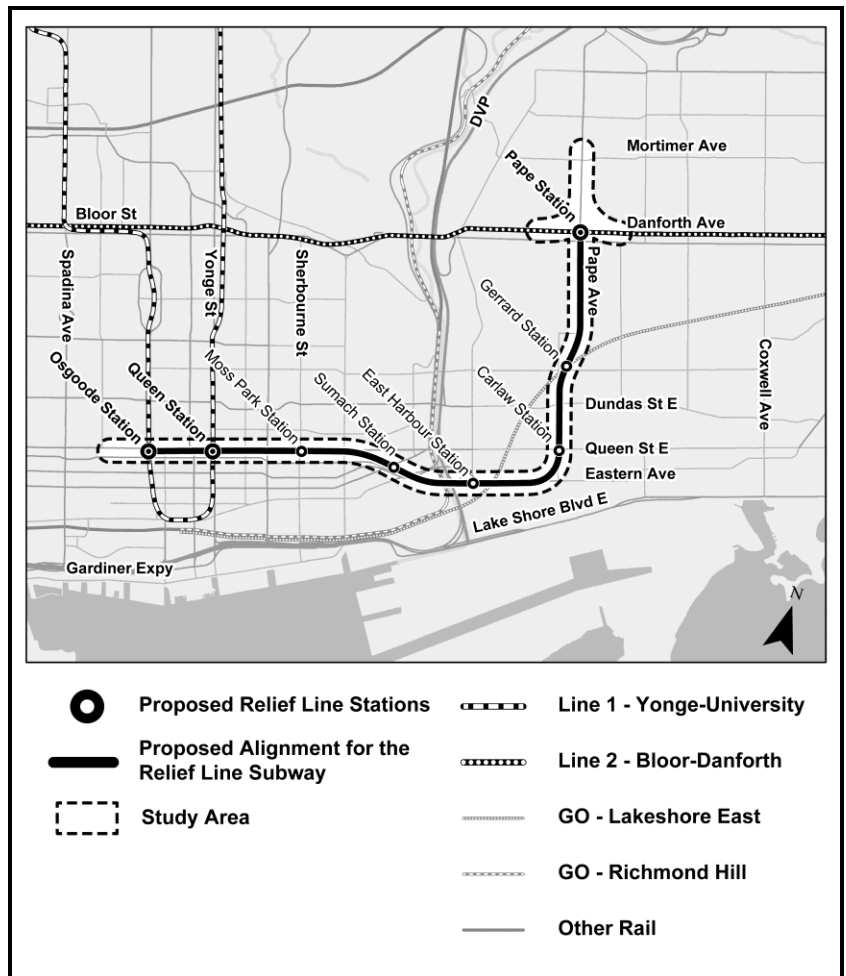 DVP
Mortimer Ave
Pape Station
Bloor St
Danforth Ave
Spadina Ave
Yonge St
Sherbourne St
Pape Ave
Gerrard Station
Osgoode Station
Queen Station
Moss Park Station
Sumach Station
East Harbour Station
Carlaw Station
Coxwell Ave
Dundas St E
Queen St E
Eastern Ave
Lake Shore Blvd E
Gardiner Expy
N
Proposed Relief Line Stations
Proposed Alignment for the
Relief Line Subway
Study Area
Line 1 - Yonge-University
Line 2 - Bloor-Danforth
GO - Lakeshore East
GO - Richmond Hill
Other Rail